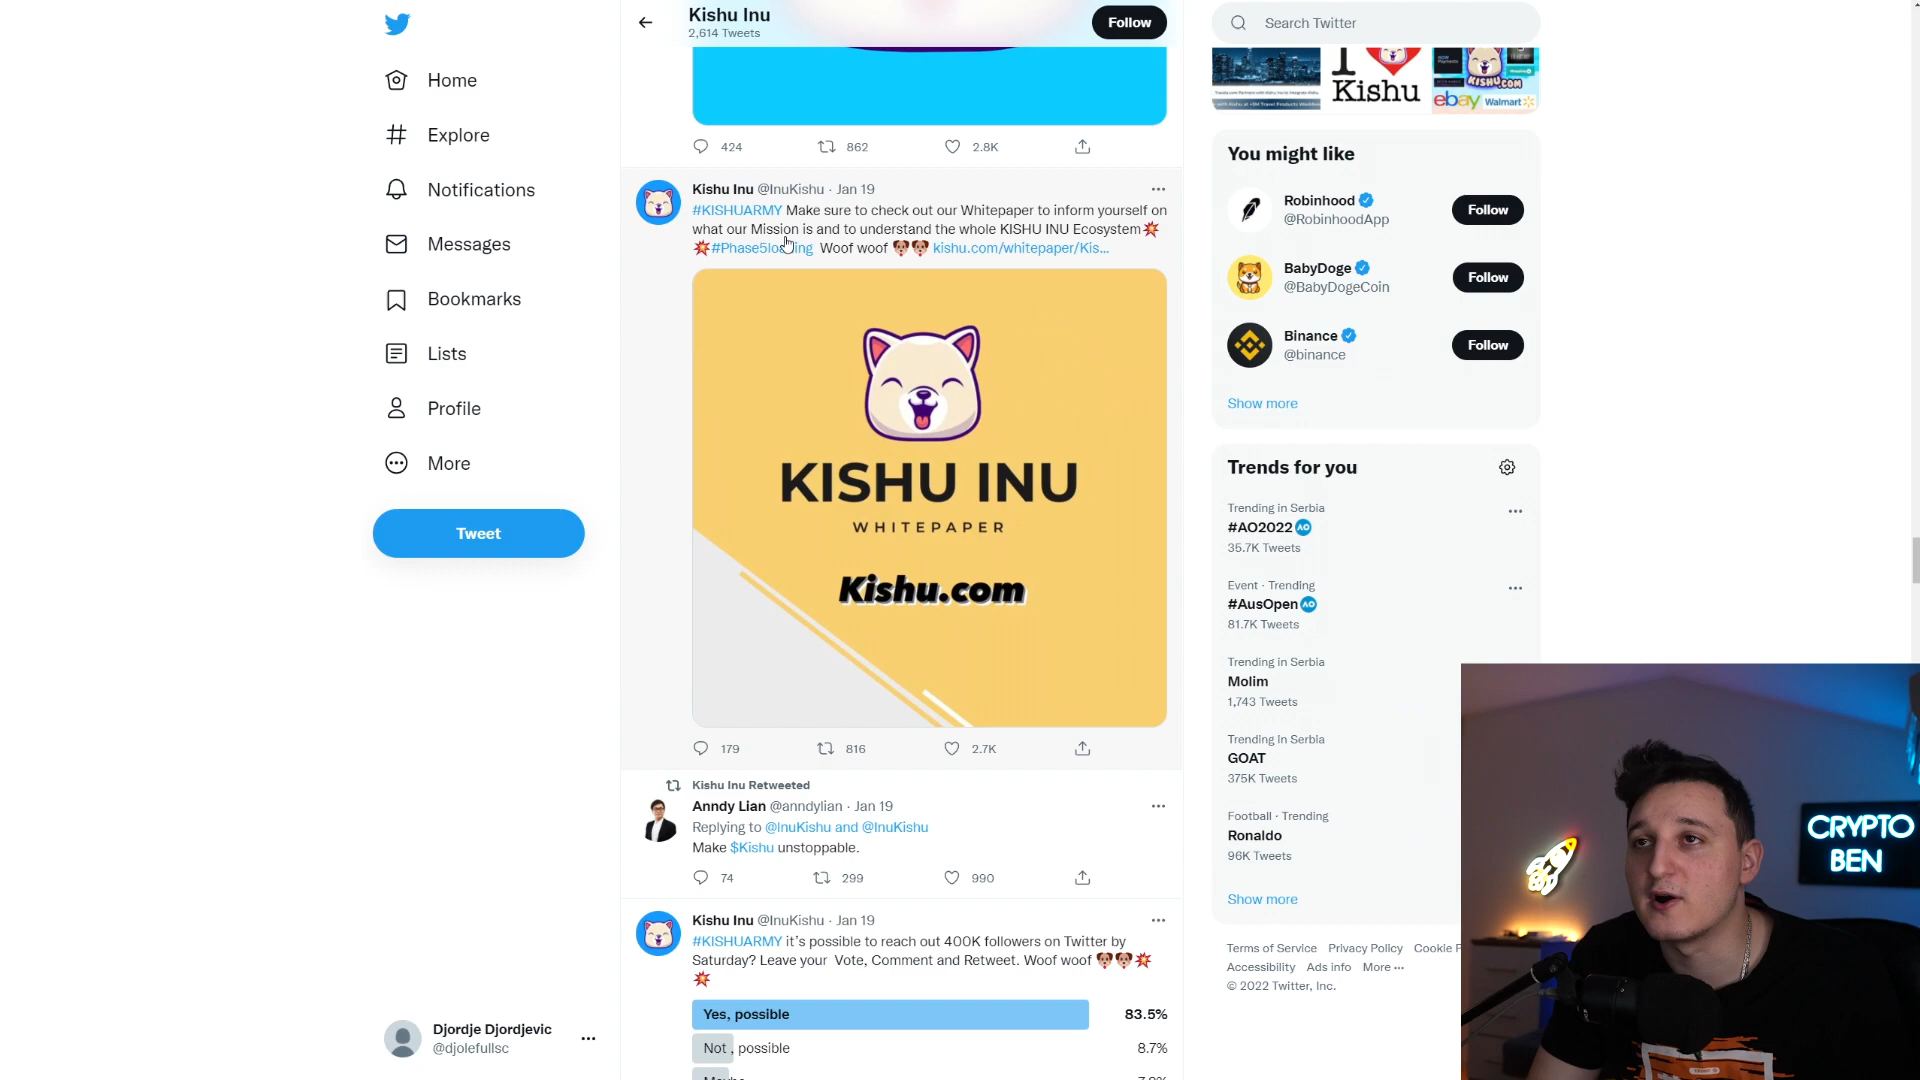 Home
Explore
Notifications
Messages
Bookmarks
Lists
Profile
More
Tweet
Djordje Djordjevic
@djolefullsc
Kishu Inu
2,614 Tweets
Follow
424 862 2.8K
Kishu Inu @InuKishu · Jan 19
#KISHUARMY Make sure to check out our Whitepaper to inform yourself on
what our Mission is and to understand the whole KISHU INU Ecosystem💥
💥#Phase5loading Woof woof 🐶🐶 kishu.com/whitepaper/Kis...
KISHU INU
WHITEPAPER
Kishu.com
179 816 2.7K
Kishu Inu Retweeted
Anndy Lian @anndylian · Jan 19
Replying to @InuKishu and @InuKishu
Make $Kishu unstoppable.
74 299 990
Kishu Inu @InuKishu · Jan 19
#KISHUARMY it's possible to reach out 400K followers on Twitter by
Saturday? Leave your Vote, Comment and Retweet. Woof woof 🐶🐶💥
💥
Yes, possible 83.5%
Not , possible 8.7%
Search Twitter
I
Kishu
KISHU.COM
ebay Walmart
You might like
Robinhood
@RobinhoodApp
Follow
BabyDoge
@BabyDogeCoin
Follow
Binance
@binance
Follow
Show more
Trends for you
Trending in Serbia
#AO2022
35.7K Tweets
Event · Trending
#AusOpen
81.7K Tweets
Trending in Serbia
Molim
1,743 Tweets
Trending in Serbia
GOAT
375K Tweets
Football · Trending
Ronaldo
96K Tweets
Show more
Terms of Service Privacy Policy Cookie P
Accessibility Ads info More ···
© 2022 Twitter, Inc.
CRYPTO
BEN